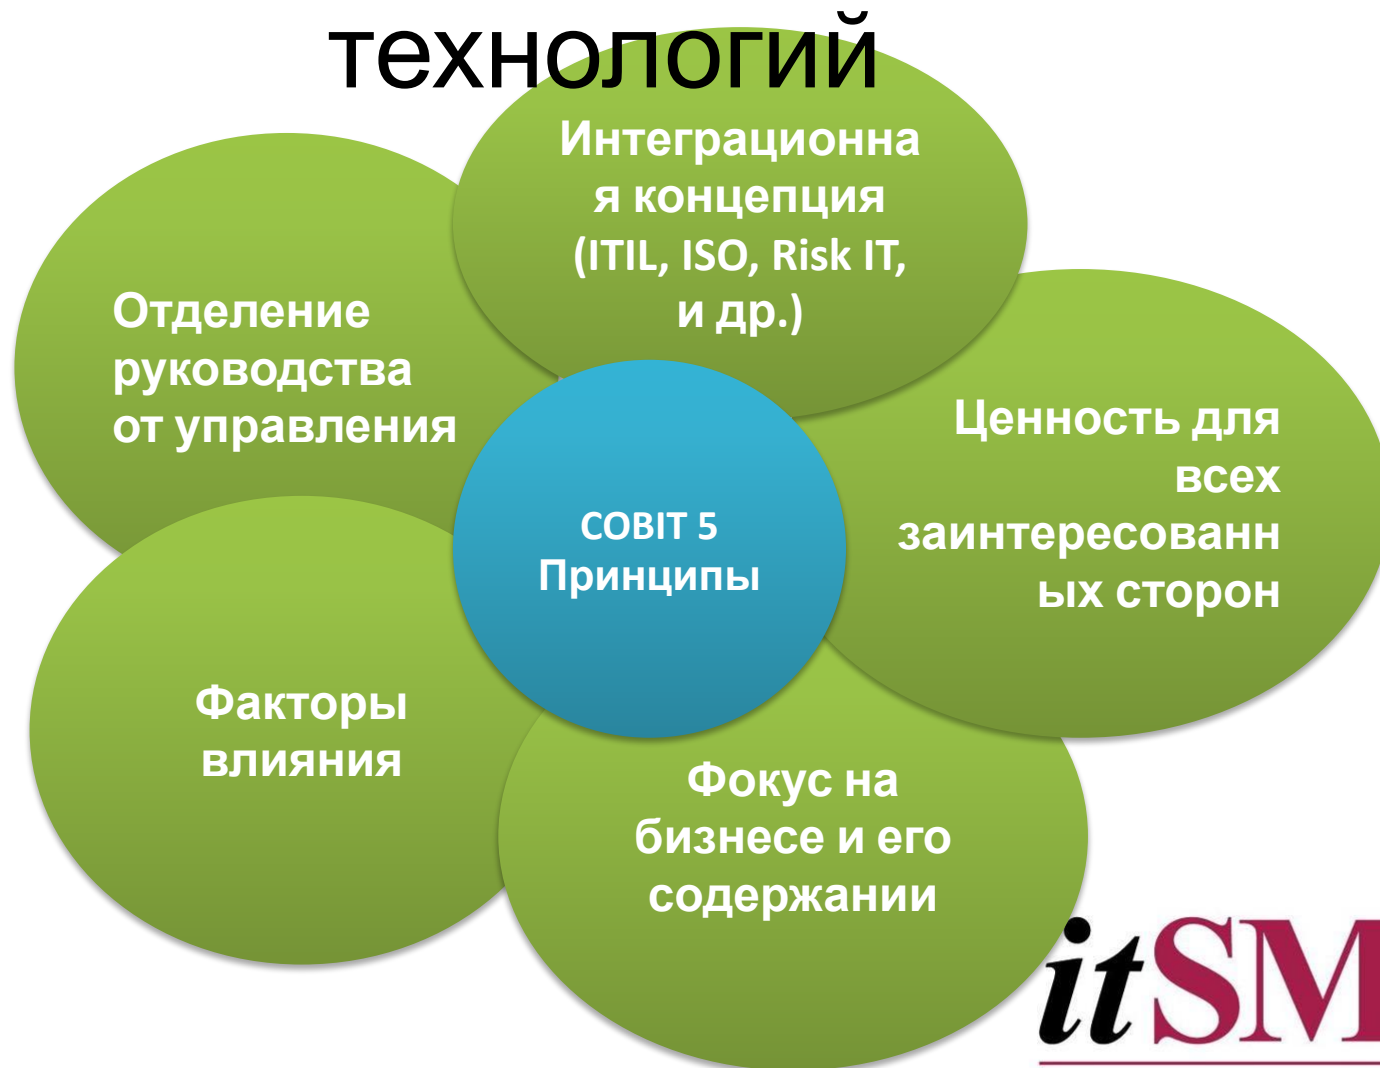 технологий
Интеграционна
я концепция
(ITIL, ISO, Risk IT,
и др.)
Отделение
руководства
от управления
Ценность для
всех
заинтересованн
ых сторон
COBIT 5
Принципы
Факторы
влияния
Фокус на
бизнесе и его
содержании
itSM